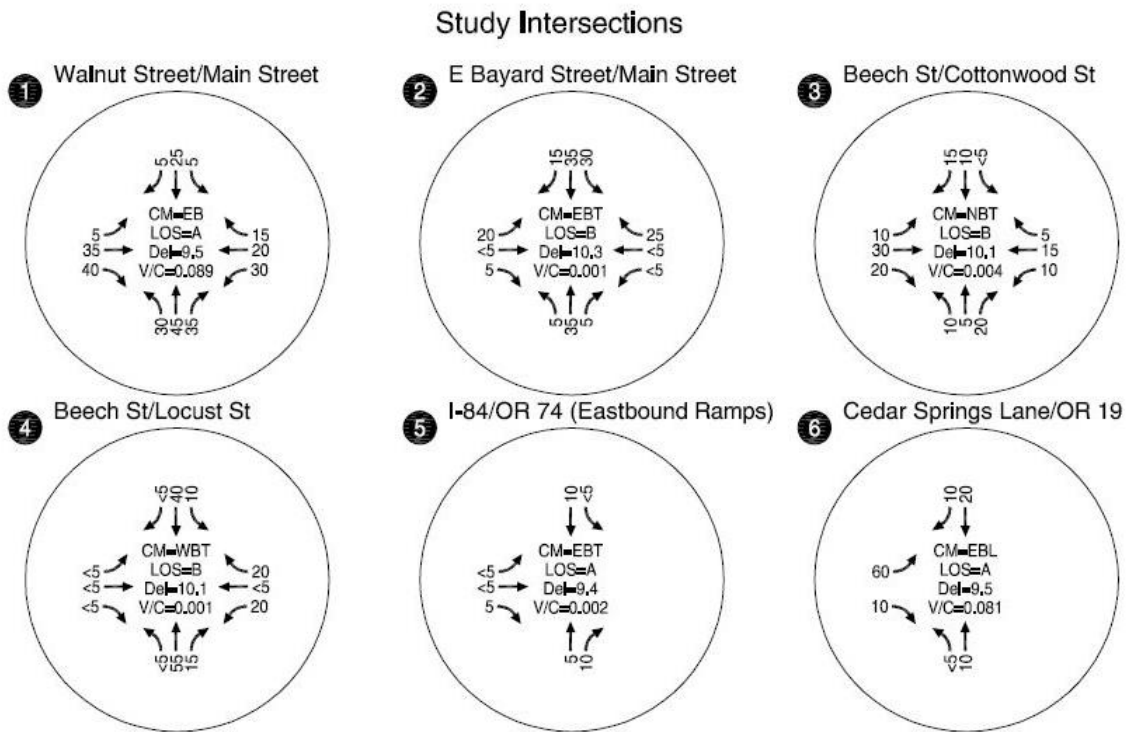 Study Intersections
1 Walnut Street/Main Street
5 25 5
CM=EB
LOS=A
Del=9.5
V/C=0.089
5
35
40
15
20
30
30 45 35
2 E Bayard Street/Main Street
15 35 30
CM=EBT
LOS=B
Del=10.3
V/C=0.001
20
<5
5
25
<5
<5
5 35 5
3 Beech St/Cottonwood St
15 10 <5
CM=NBT
LOS=B
Del=10.1
V/C=0.004
10
30
20
5
15
10
10 5 20
4 Beech St/Locust St
<5 40 10
CM=WBT
LOS=B
Del=10.1
V/C=0.001
<5
<5
<5
20
<5
20
<5 55 15
5 I-84/OR 74 (Eastbound Ramps)
10 <5
CM=EBT
LOS=A
Del=9.4
V/C=0.002
<5
<5
5
5 10
6 Cedar Springs Lane/OR 19
10 20
CM=EBL
LOS=A
Del=9.5
V/C=0.081
60
10
<5 10